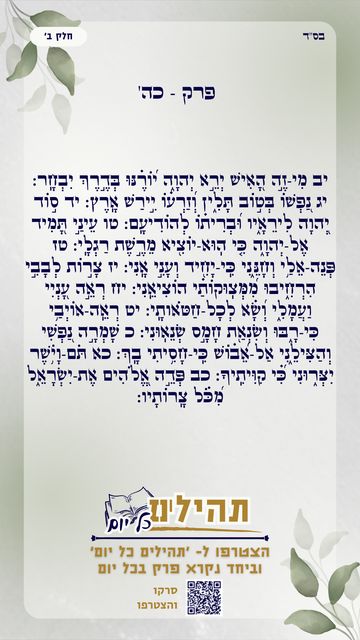 בס"ד
חלק ב'
פרק - כה'
יב מִי-זֶה הָאִישׁ יְרֵא יְהוָה יוֹרֶנּוּ בְּדֶרֶךְ יִבְחָר:
יג נַפְשׁוֹ בְּטוֹב תָּלִין וְזַרְעוֹ יִירַשׁ אָרֶץ: יד סוֹד
יְהוָה לִירֵאָיו וּבְרִיתוֹ לְהוֹדִיעָם: טו עֵינַי תָּמִיד
אֶל-יְהוָה כִּי הוּא-יוֹצִיא מֵרֶשֶׁת רַגְלָי: טז
פְּנֵה-אֵלַי וְחָנֵּנִי כִּי-יָחִיד וְעָנִי אָנִי: יז צָרוֹת לְבָבִי
הִרְחִיבוּ מִמְּצוּקוֹתַי הוֹצִיאֵנִי: יח רְאֵה עָנְיִי
וַעֲמָלִי וְשָׂא לְכָל-חַטֹּאותָי: יט רְאֵה-אוֹיְבַי
כִּי-רָבּוּ וְשִׂנְאַת חָמָס שְׂנֵאוּנִי: כ שָׁמְרָה נַפְשִׁי
וְהַצִּילֵנִי אַל-אֵבוֹשׁ כִּי-חָסִיתִי בָךְ: כא תֹּם-וָיֹשֶׁר
יִצְּרוּנִי כִּי קִוִּיתִיךָ: כב פְּדֵה אֱלֹהִים אֶת-יִשְׂרָאֵל
מִכֹּל צָרוֹתָיו:
תהילים
כל יום
הצטרפו ל- 'תהילים כל יום'
וביחד נקרא פרק בכל יום
סרקו
והצטרפו